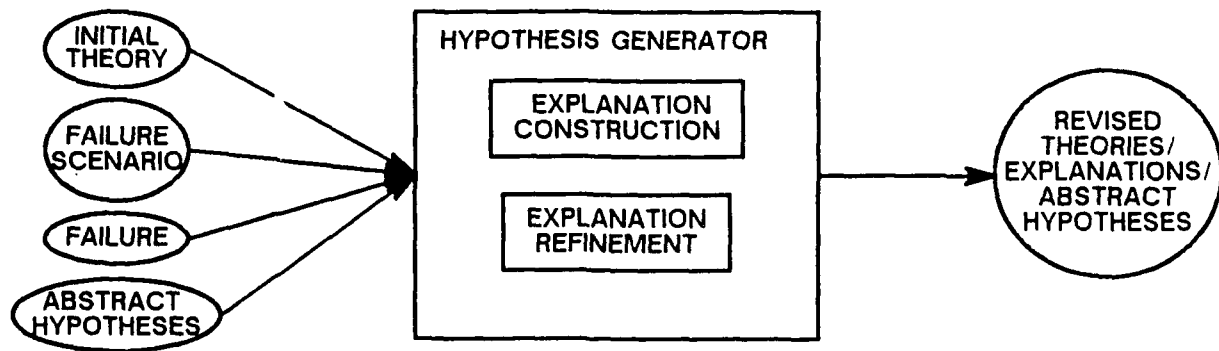 INITIAL
THEORY
FAILURE
SCENARIO
FAILURE
ABSTRACT
HYPOTHESES
HYPOTHESIS GENERATOR
EXPLANATION
CONSTRUCTION
EXPLANATION
REFINEMENT
REVISED
THEORIES/
EXPLANATIONS/
ABSTRACT
HYPOTHESES